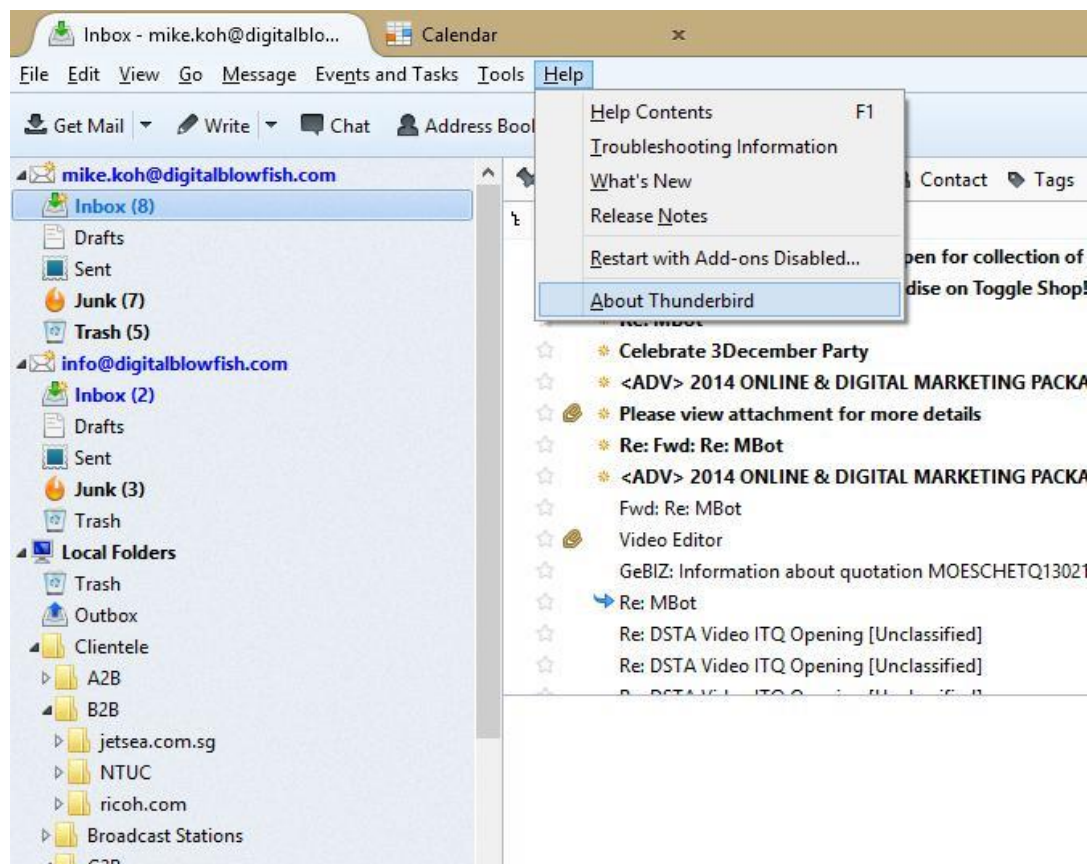 Inbox - mike.koh@digitalblo... Calendar
File Edit View Go Message Events and Tasks Tools Help
Get Mail Write Chat Address Book
Help Contents F1
Troubleshooting Information
What's New
Release Notes
Restart with Add-ons Disabled...
About Thunderbird
Contact Tags
mike.koh@digitalblowfish.com
Inbox (8)
Drafts
Sent
Junk (7)
Trash (5)
info@digitalblowfish.com
Inbox (2)
Drafts
Sent
Junk (3)
Trash
Local Folders
Trash
Outbox
Clientele
A2B
B2B
jetsea.com.sg
NTUC
ricoh.com
Broadcast Stations
for collection of
on Toggle Shop!
Re: MBot
Celebrate 3December Party
<ADV> 2014 ONLINE & DIGITAL MARKETING PACKA
Please view attachment for more details
Re: Fwd: Re: MBot
<ADV> 2014 ONLINE & DIGITAL MARKETING PACKA
Fwd: Re: MBot
Video Editor
GeBIZ: Information about quotation MOESCHETQ13021
Re: MBot
Re: DSTA Video ITQ Opening [Unclassified]
Re: DSTA Video ITQ Opening [Unclassified]